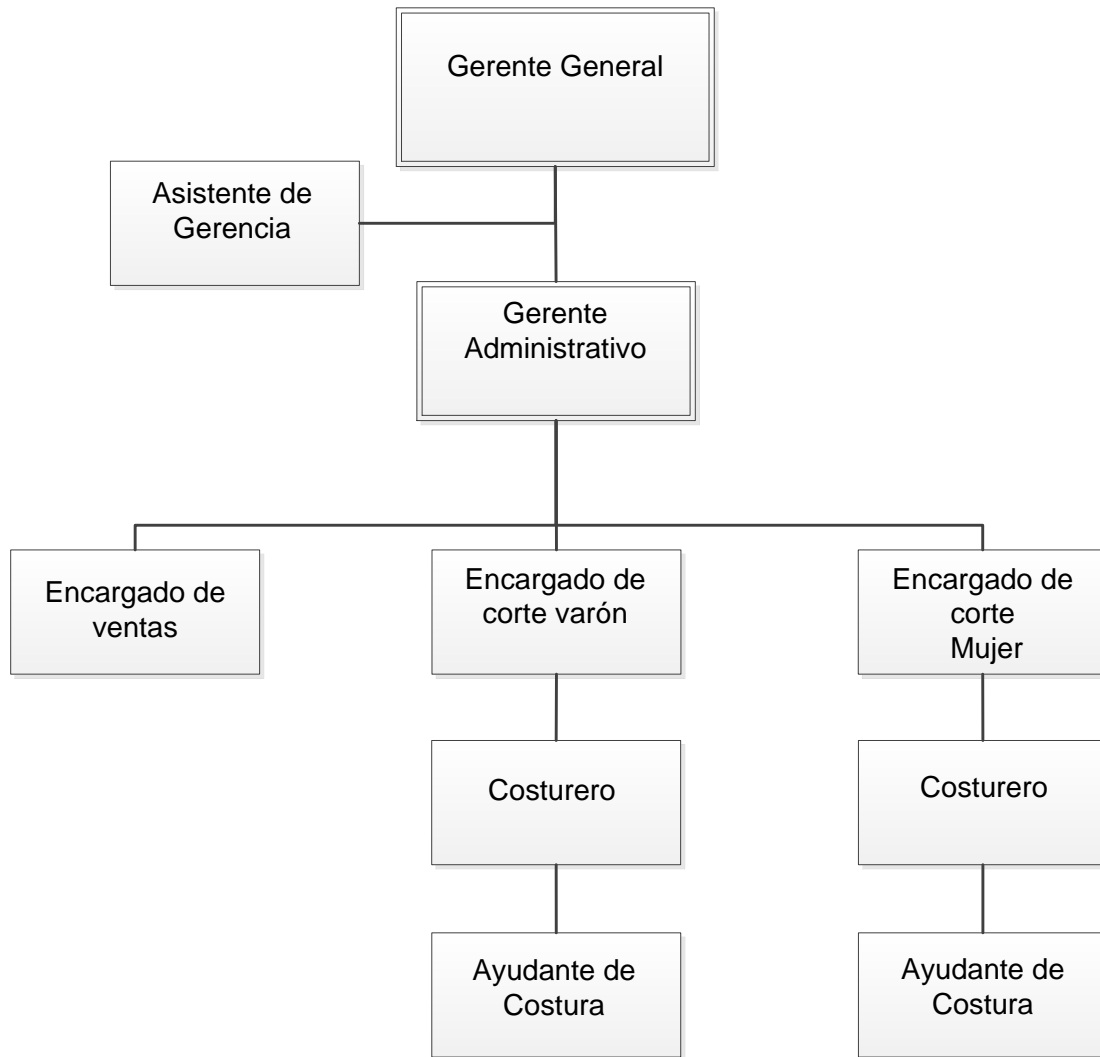 Gerente General
Asistente de
Gerencia
Gerente
Administrativo
Encargado de
ventas
Encargado de
corte varón
Encargado de
corte
Mujer
Costurero
Costurero
Ayudante de
Costura
Ayudante de
Costura